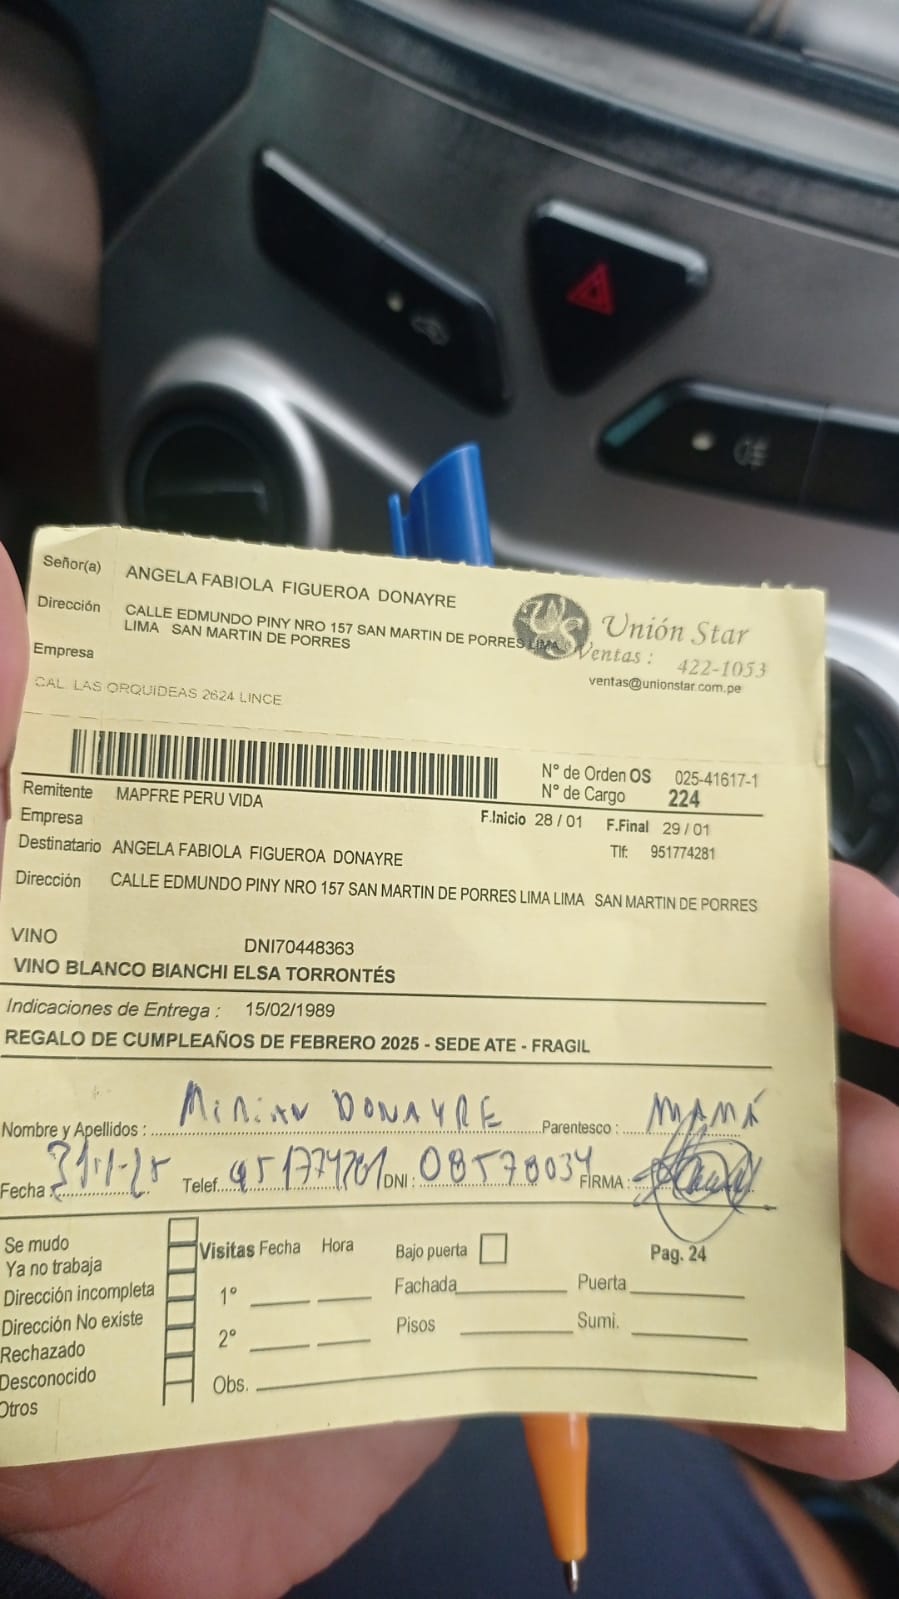 Señor(a) ANGELA FABIOLA FIGUEROA DONAYRE
Dirección CALLE EDMUNDO PINY NRO 157 SAN MARTIN DE PORRES LIMA
LIMA SAN MARTIN DE PORRES
Unión Star
Ventas : 422-1053
ventas@unionstar.com.pe
Empresa
CAL. LAS ORQUIDEAS 2624 LINCE
N° de Orden OS 025-41617-1
N° de Cargo 224
Remitente MAPFRE PERU VIDA
Empresa
F.Inicio 28 / 01 F.Final 29 / 01
Destinatario ANGELA FABIOLA FIGUEROA DONAYRE
Tlf: 951774281
Dirección CALLE EDMUNDO PINY NRO 157 SAN MARTIN DE PORRES LIMA LIMA SAN MARTIN DE PORRES
VINO DNI70448363
VINO BLANCO BIANCHI ELSA TORRONTÉS
Indicaciones de Entrega : 15/02/1989
REGALO DE CUMPLEAÑOS DE FEBRERO 2025 - SEDE ATE - FRAGIL
Nombre y Apellidos : MIRIAN DONAYRE Parentesco : MAMÁ
Fecha : 31-1-25 Telef. DNI : 08578034 FIRMA :
Se mudo
Ya no trabaja
Dirección incompleta
Dirección No existe
Rechazado
Desconocido
Otros
Visitas Fecha Hora
1°
2°
Obs.
Bajo puerta
Pag. 24
Fachada Puerta
Pisos Sumi.